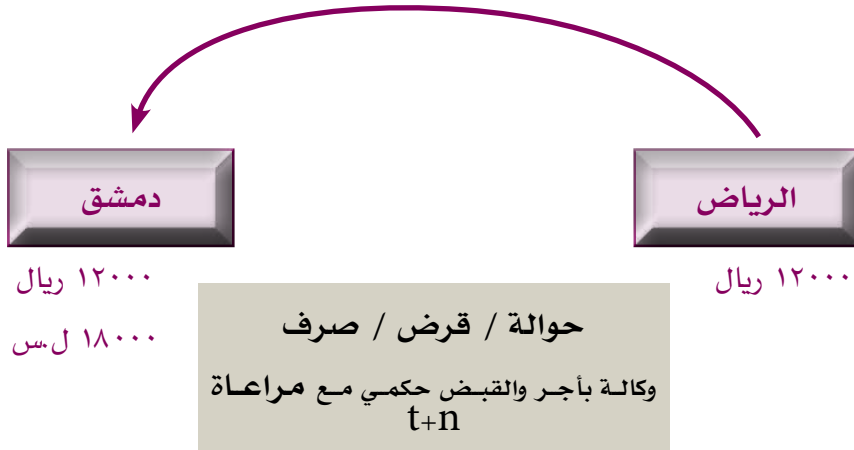 الرياض
دمشق
١٢٠٠٠ ريال
١٢٠٠٠ ريال
١٨٠٠٠ ل.س
حوالة / قرض / صرف
وكالة بأجر والقبض حكمي مع مراعاة
t+n